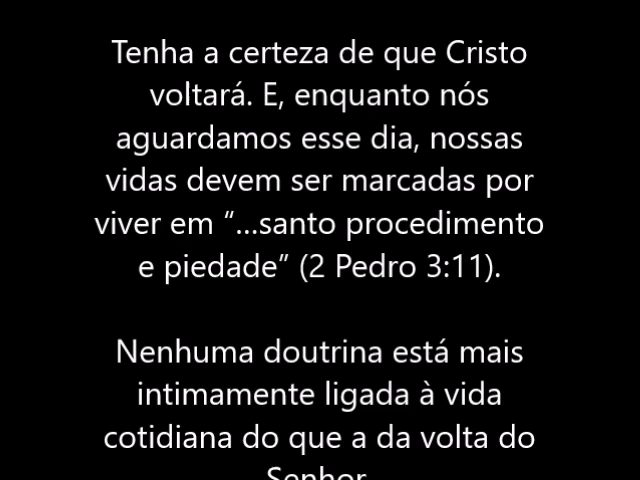 Tenha a certeza de que Cristo
voltará. E, enquanto nós
aguardamos esse dia, nossas
vidas devem ser marcadas por
viver em “...santo procedimento
e piedade” (2 Pedro 3:11).
Nenhuma doutrina está mais
intimamente ligada à vida
cotidiana do que a da volta do
Senhor